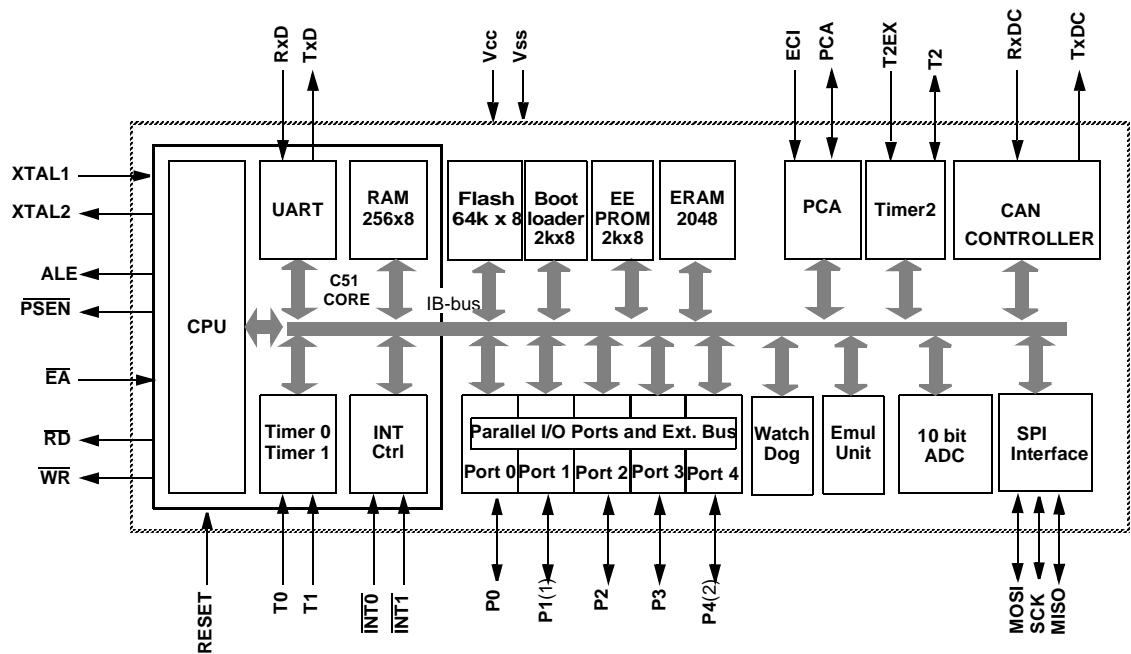 RxD
TxD
Vcc
Vss
ECI
PCA
T2EX
T2
RxDC
TxDC
XTAL1
XTAL2
ALE
PSEN
EA
RD
WR
CPU
UART
RAM
256x8
C51
CORE
IB-bus
Flash
64k x 8
Boot
loader
2kx8
EE
PROM
2kx8
ERAM
2048
PCA
Timer2
CAN
CONTROLLER
Timer 0
Timer 1
INT
Ctrl
Parallel I/O Ports and Ext. Bus
Port 0
Port 1
Port 2
Port 3
Port 4
Watch
Dog
Emul
Unit
10 bit
ADC
SPI
Interface
RESET
T0
T1
INT0
INT1
P0
P1(1)
P2
P3
P4(2)
MOSI
SCK
MISO